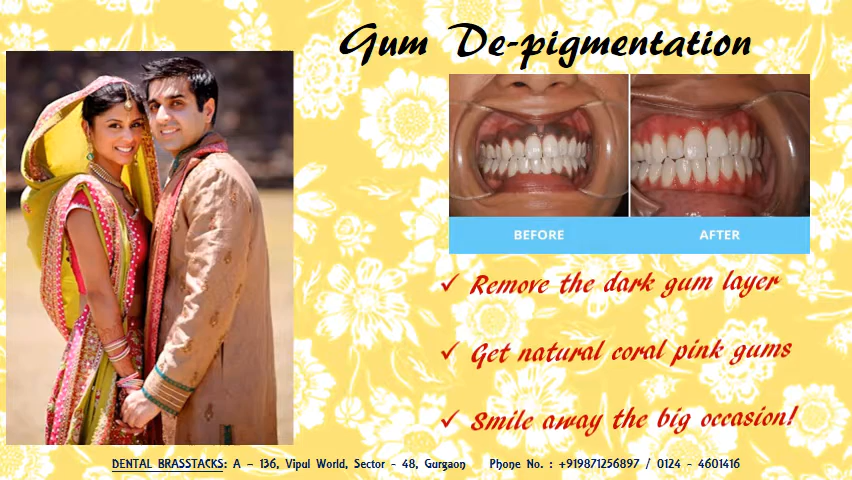 Gum De-pigmentation
BEFORE
AFTER
✓ Remove the dark gum layer
✓ Get natural coral pink gums
✓ Smile away the big occasion!
DENTAL BRASSTACKS: A - 136, Vipul World, Sector - 48, Gurgaon Phone No. : +919871256897 / 0124 - 4601416